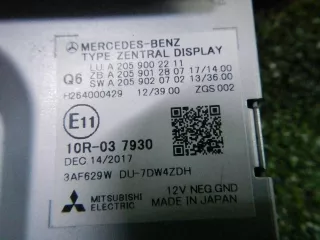 MERCEDES-BENZ
TYPE ZENTRAL DISPLAY
LU A 205 900 22 11
Q6 ZB A 205 901 28 07 17/14 00
SW A 205 902 07 02 13/36 00
H264000429 12/39 00 ZGS 002
E11
10R-03 7930
DEC 14/2017
3AF629W DU-7DW4ZDH
MITSUBISHI ELECTRIC
12V NEG.GND
MADE IN JAPAN